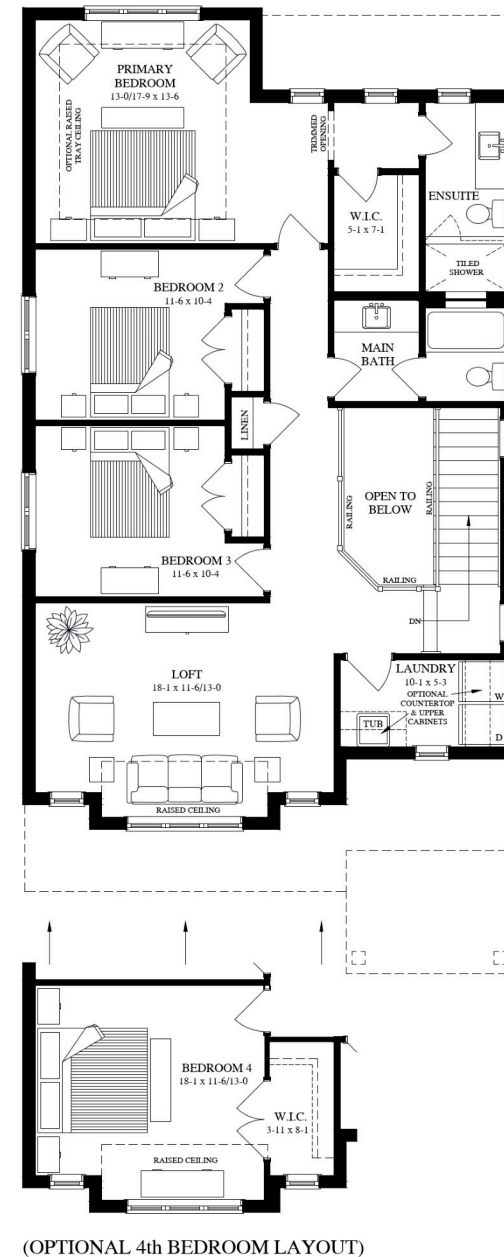 PRIMARY
BEDROOM
13-0/17-9 x 13-6
OPTIONAL RAISED
TRAY CEILING
TRIMMED
OPENING
W.I.C.
5-1 x 7-1
ENSUITE
TILED
SHOWER
BEDROOM 2
11-6 x 10-4
MAIN
BATH
LINEN
OPEN TO
BELOW
RAILING
RAILING
RAILING
BEDROOM 3
11-6 x 10-4
DN
LOFT
18-1 x 11-6/13-0
LAUNDRY
10-1 x 5-3
OPTIONAL
COUNTERTOP
& UPPER
CABINETS
TUB
W
D
RAISED CEILING
BEDROOM 4
18-1 x 11-6/13-0
W.I.C.
3-11 x 8-1
RAISED CEILING
(OPTIONAL 4th BEDROOM LAYOUT)